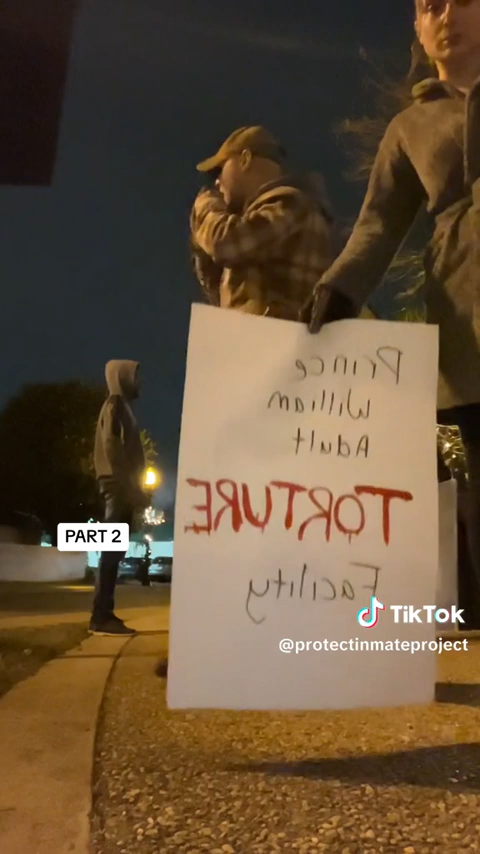 Prince
William
Adult
TORTURE
Facility
PART 2
TikTok
@protectinmateproject